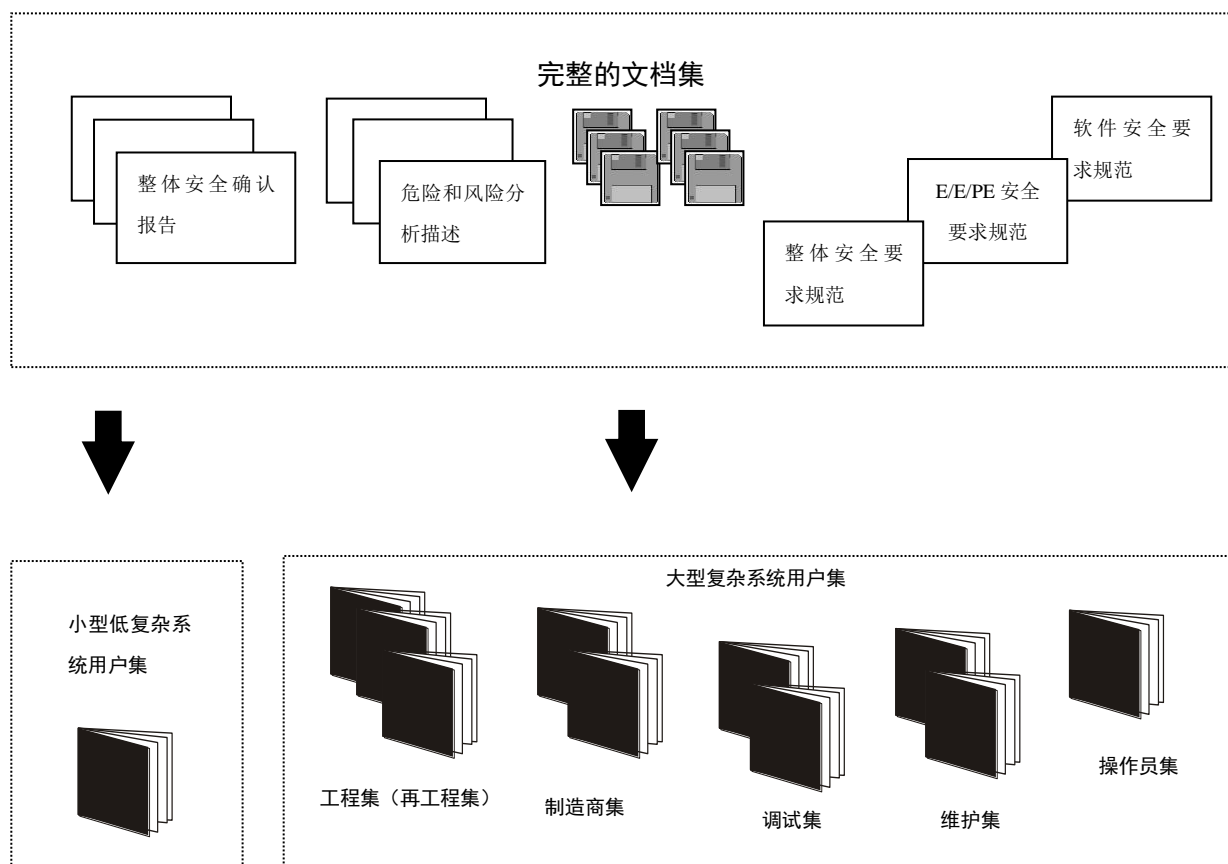 完整的文档集
整体安全确认
报告
危险和风险分
析描述
整体安全要
求规范
E/E/PE 安全
要求规范
软件安全要
求规范
小型低复杂系
统用户集
大型复杂系统用户集
工程集（再工程集）
制造商集
调试集
维护集
操作员集